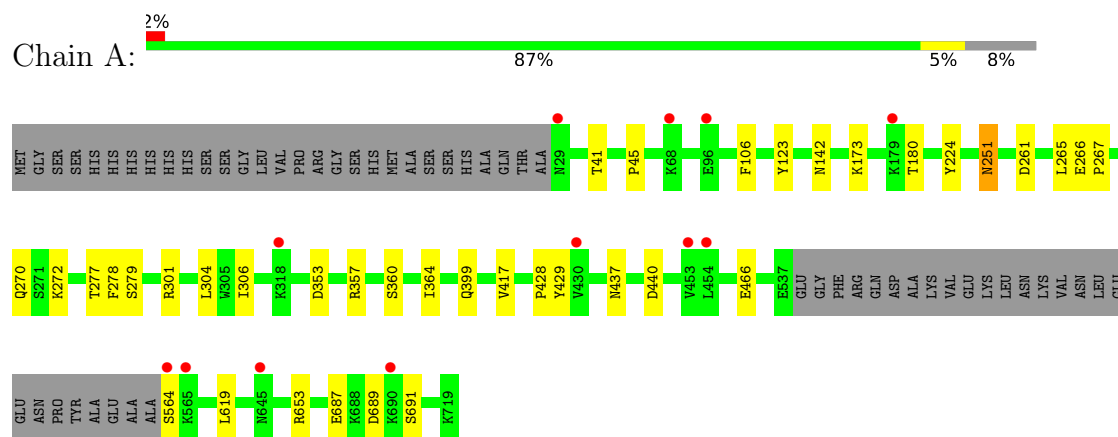 2%
Chain A:
87% 5% 8%
MET GLY SER SER HIS HIS HIS HIS HIS HIS SER SER GLY LEU VAL PRO ARG GLY SER HIS MET ALA SER SER HIS ALA GLN THR ALA N29 T41 P45 K68 E96 F106 Y123 N142 K173 K179 T180 Y224 N251 D261 L265 E266 P267
Q270 S271 K272 T277 F278 S279 R301 L304 W305 I306 K318 D353 R357 S360 I364 Q399 V417 P428 Y429 V430 N437 D440 V453 L454 E466 E537 GLU GLY PHE ARG GLN ASP ALA LYS VAL GLU LYS LEU ASN LYS VAL ASN LEU GLU
GLU ASN PRO TYR ALA GLU ALA ALA S564 K565 L619 N645 R653 E687 K688 D689 K690 S691 K719